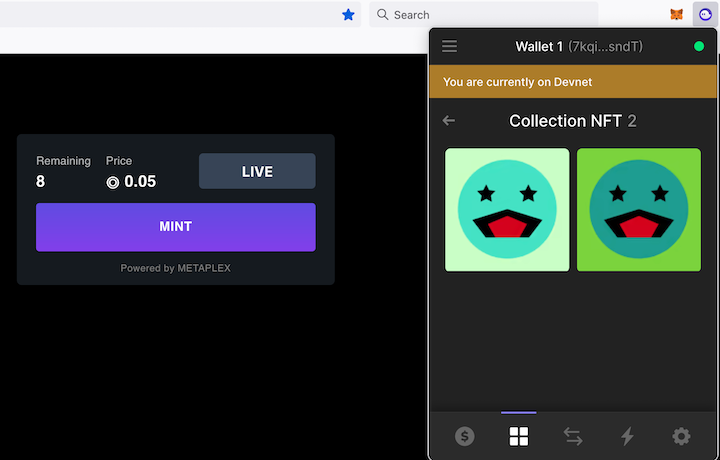 Search
Wallet 1 (7kqi...sndT)
You are currently on Devnet
Collection NFT 2
Remaining
8
Price
0.05
LIVE
MINT
Powered by METAPLEX